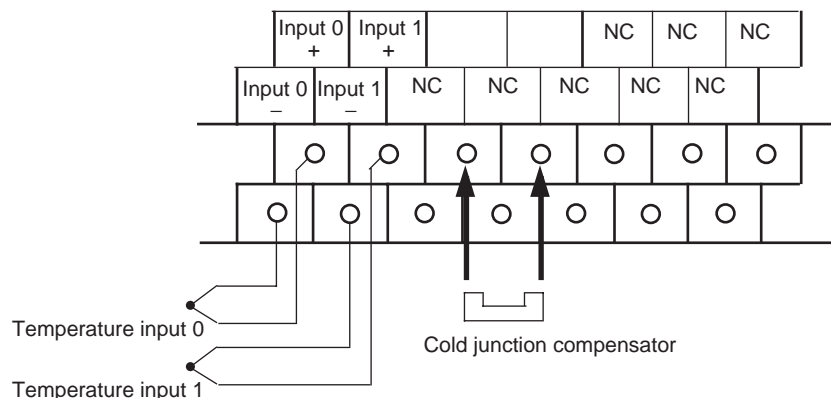 Input 0 Input 1 NC NC NC
+ +
Input 0 Input 1 NC NC NC NC NC
– –
Temperature input 0
Cold junction compensator
Temperature input 1